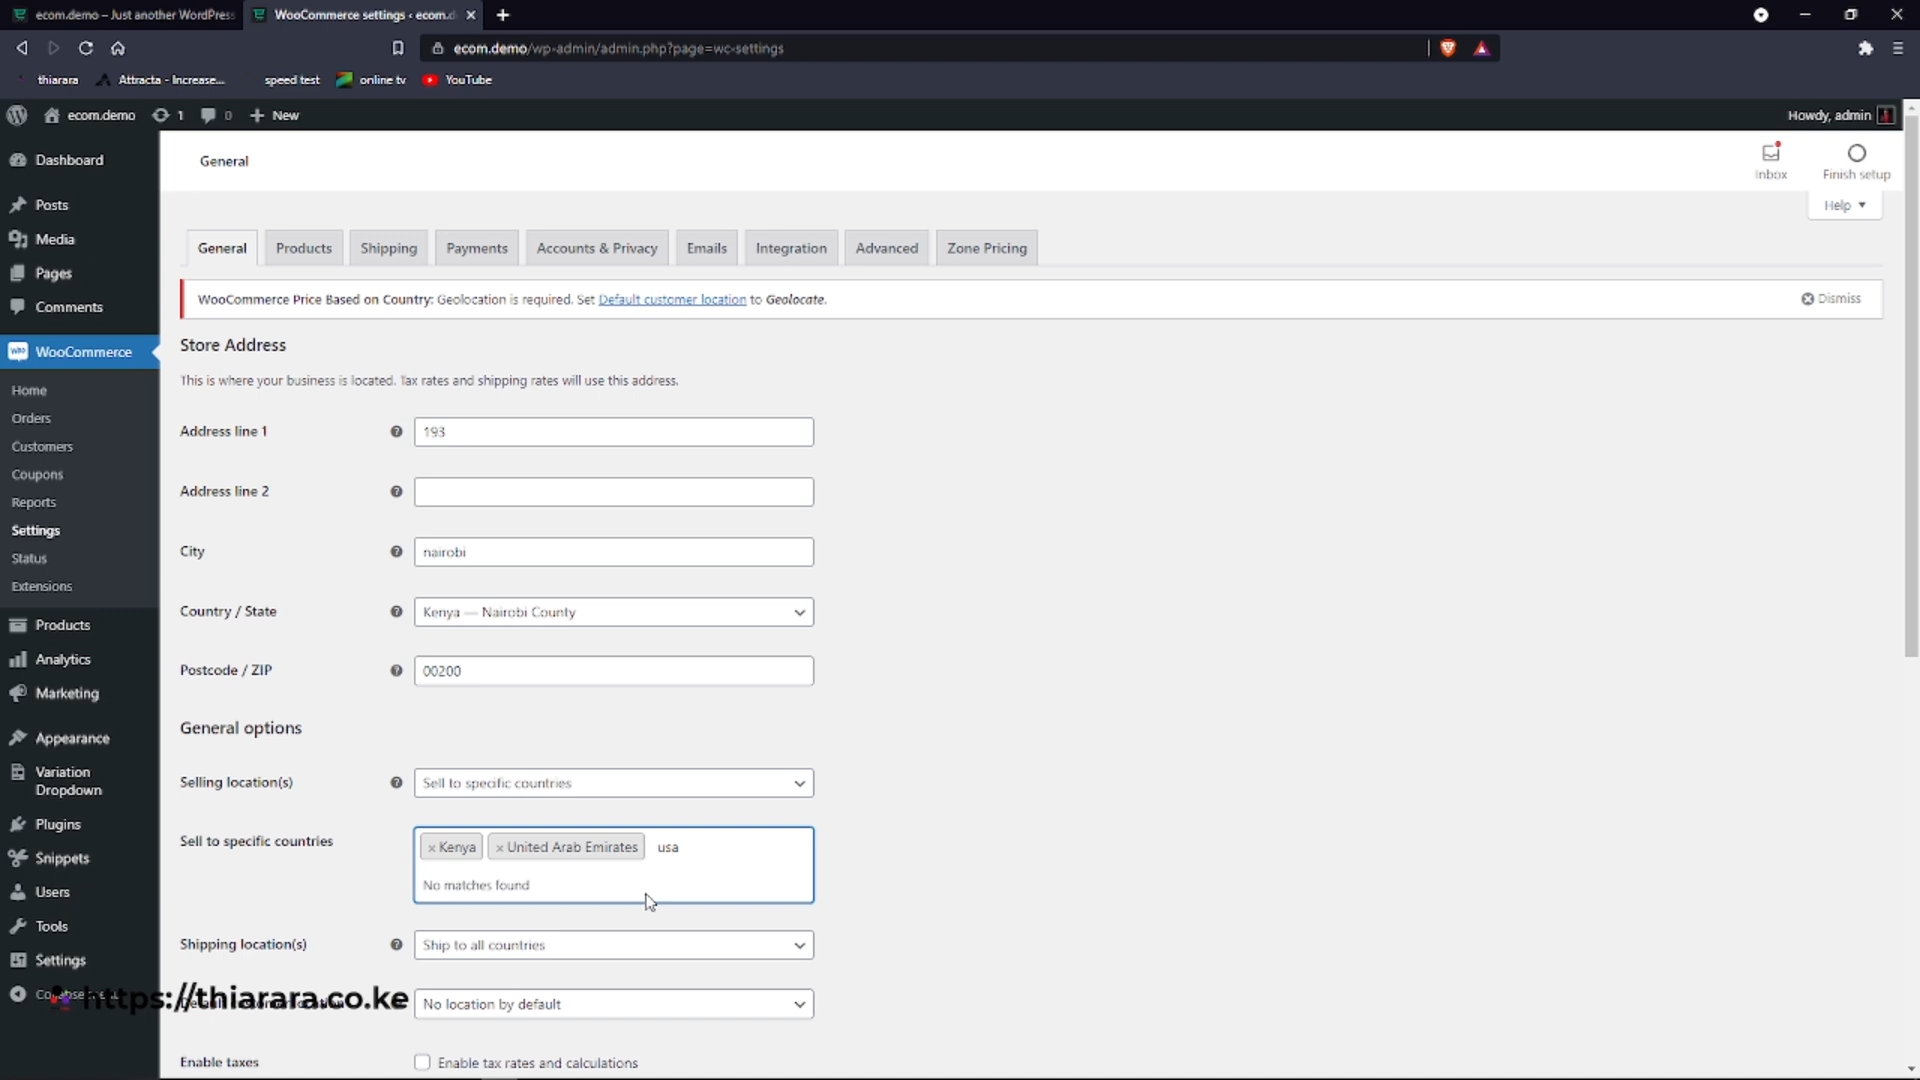 ecom.demo – Just another WordPress
WooCommerce settings ‹ ecom.d
ecom.demo/wp-admin/admin.php?page=wc-settings
thiarara
Attracta - Increase...
speed test
online tv
YouTube
ecom.demo
1
0
New
Howdy, admin
Dashboard
Posts
Media
Pages
Comments
WooCommerce
Home
Orders
Customers
Coupons
Reports
Settings
Status
Extensions
Products
Analytics
Marketing
Appearance
Variation
Dropdown
Plugins
Snippets
Users
Tools
Settings
General
Inbox
Finish setup
Help
General
Products
Shipping
Payments
Accounts & Privacy
Emails
Integration
Advanced
Zone Pricing
WooCommerce Price Based on Country: Geolocation is required. Set Default customer location to Geolocate.
Dismiss
Store Address
This is where your business is located. Tax rates and shipping rates will use this address.
Address line 1
193
Address line 2
City
nairobi
Country / State
Kenya — Nairobi County
Postcode / ZIP
00200
General options
Selling location(s)
Sell to specific countries
Sell to specific countries
× Kenya
× United Arab Emirates
usa
No matches found
Shipping location(s)
Ship to all countries
https://thiarara.co.ke
No location by default
Enable taxes
Enable tax rates and calculations